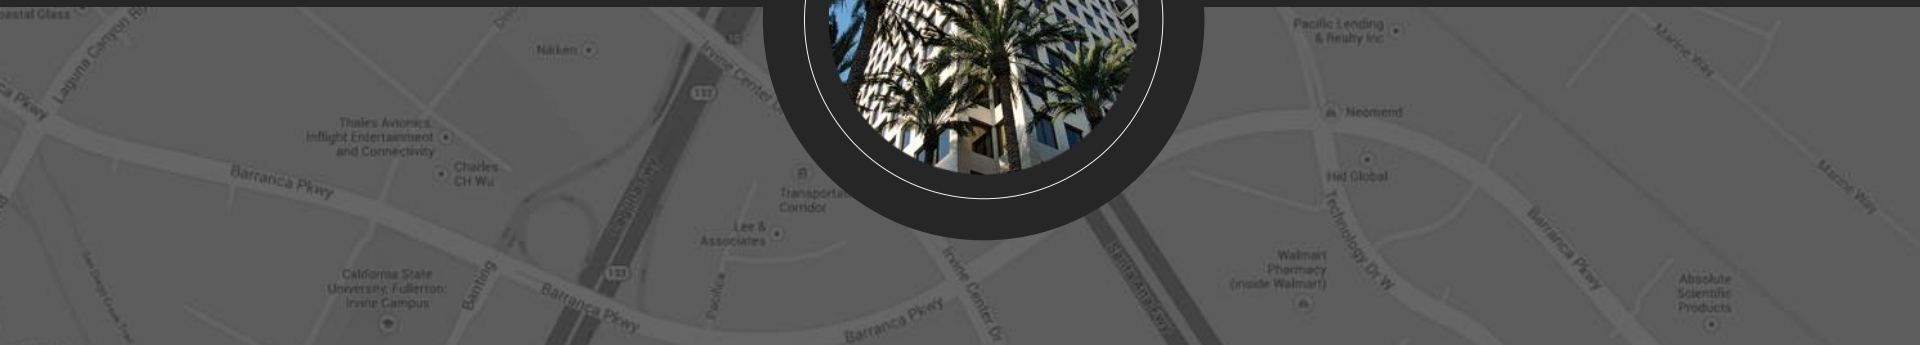 Coastal Glass
Laguna Canyon Rd
Nikken
Irvine Center Dr
133
Thales Avionics,
Inflight Entertainment
and Connectivity
Charles
CH Wu
Barranca Pkwy
Laguna Fwy
Transportation
Corridor
Lee &
Associates
California State
University, Fullerton:
Irvine Campus
Banting
133
Barranca Pkwy
Pacifica
Barranca Pkwy
Irvine Center Dr
Santa Ana Fwy
Pacific Lending
& Realty Inc
Neomend
Hid Global
Technology Dr W
Walmart
Pharmacy
(inside Walmart)
Barranca Pkwy
Marine Way
Marine Way
Absolute
Scientific
Products